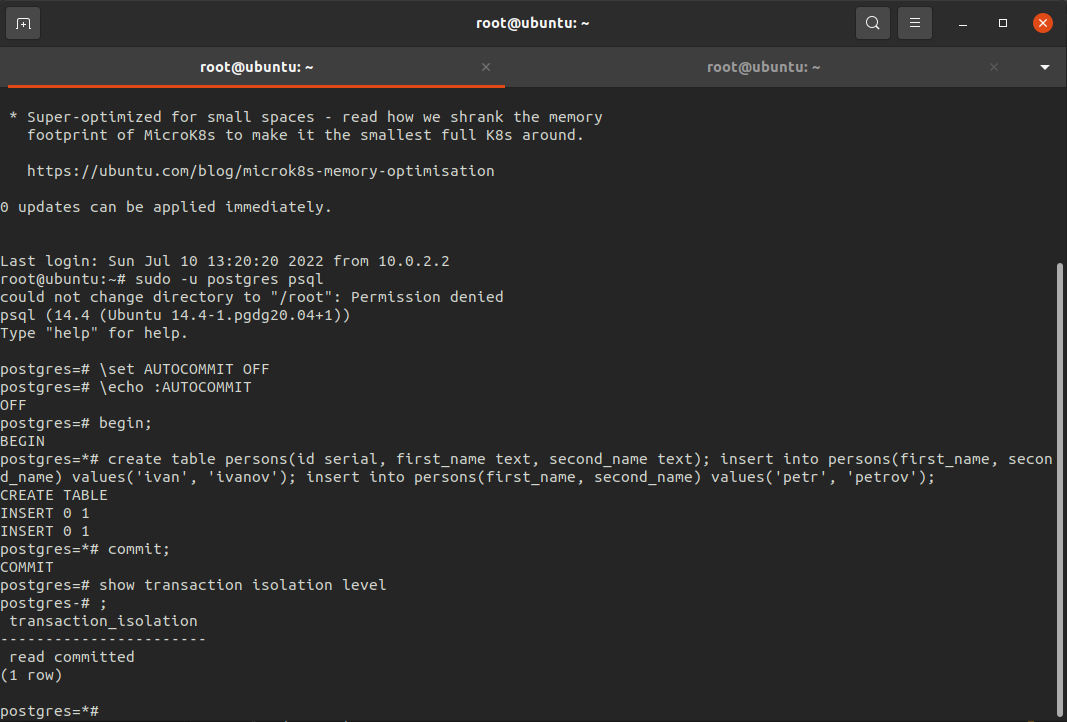 root@ubuntu: ~
root@ubuntu: ~
root@ubuntu: ~
* Super-optimized for small spaces - read how we shrank the memory
footprint of MicroK8s to make it the smallest full K8s around.
https://ubuntu.com/blog/microk8s-memory-optimisation
0 updates can be applied immediately.
Last login: Sun Jul 10 13:20:20 2022 from 10.0.2.2
root@ubuntu:~# sudo -u postgres psql
could not change directory to "/root": Permission denied
psql (14.4 (Ubuntu 14.4-1.pgdg20.04+1))
Type "help" for help.
postgres=# \set AUTOCOMMIT OFF
postgres=# \echo :AUTOCOMMIT
OFF
postgres=# begin;
BEGIN
postgres=*# create table persons(id serial, first_name text, second_name text); insert into persons(first_name, secon
d_name) values('ivan', 'ivanov'); insert into persons(first_name, second_name) values('petr', 'petrov');
CREATE TABLE
INSERT 0 1
INSERT 0 1
postgres=*# commit;
COMMIT
postgres=# show transaction isolation level
postgres-# ;
transaction_isolation
-----------------------
read committed
(1 row)
postgres=*#